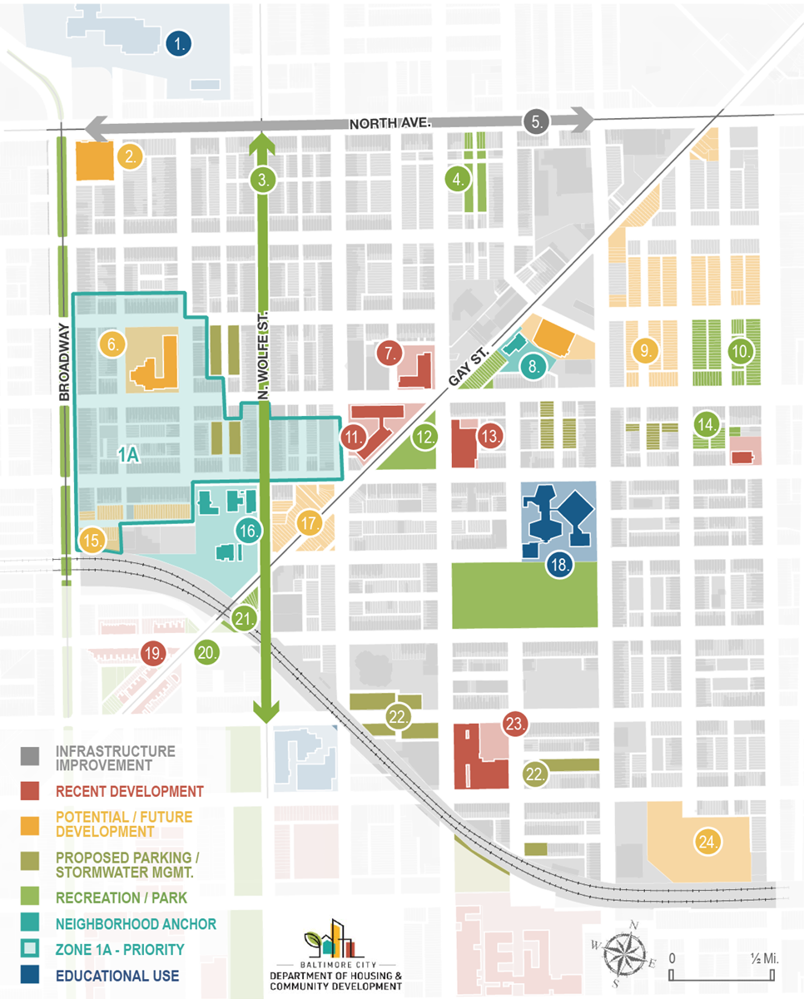 1.
NORTH AVE.
5.
2.
3.
4.
BROADWAY
N. WOLFE ST.
GAY ST.
6.
7.
8.
9.
10.
11.
12.
13.
14.
1A
15.
16.
17.
18.
19.
20.
21.
22.
23.
22.
24.
INFRASTRUCTURE
IMPROVEMENT
RECENT DEVELOPMENT
POTENTIAL / FUTURE
DEVELOPMENT
PROPOSED PARKING /
STORMWATER MGMT.
RECREATION / PARK
NEIGHBORHOOD ANCHOR
ZONE 1A - PRIORITY
EDUCATIONAL USE
BALTIMORE CITY
DEPARTMENT OF HOUSING &
COMMUNITY DEVELOPMENT
N
W
E
S
0 ½ Mi.